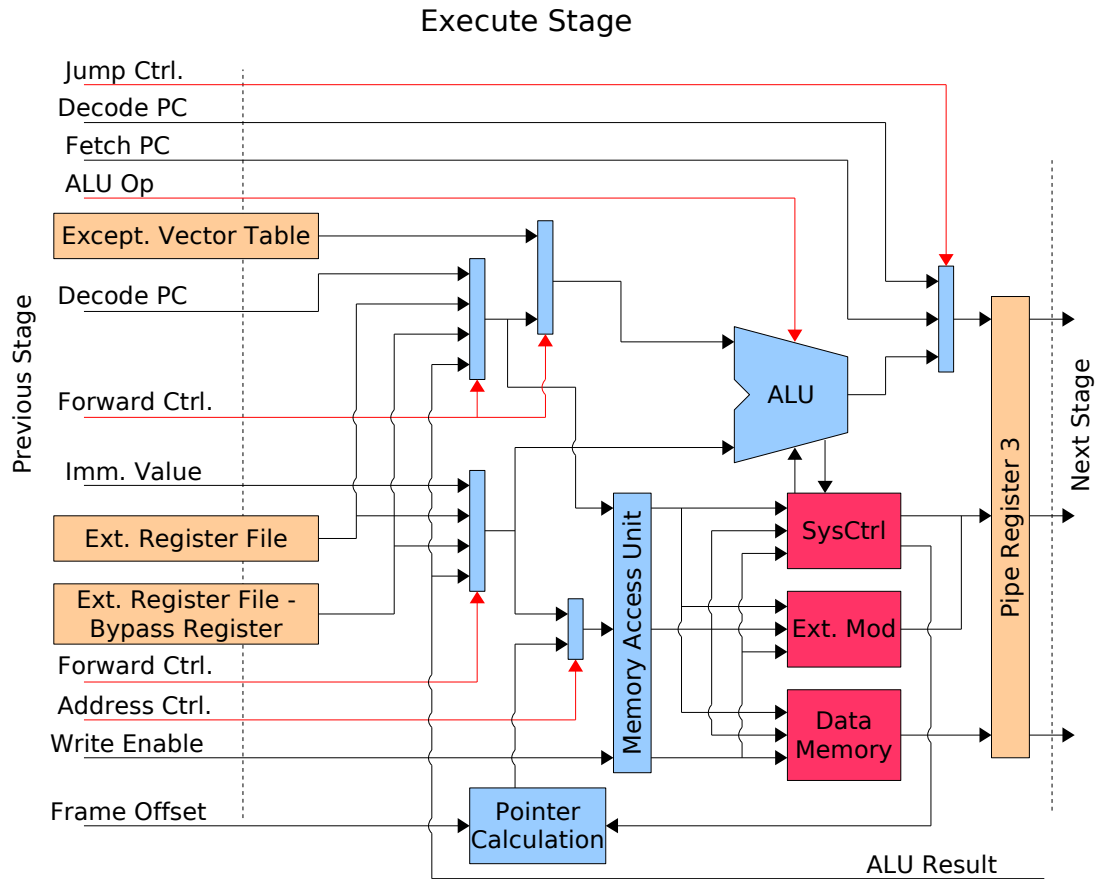 Execute Stage
Jump Ctrl.
Decode PC
Fetch PC
ALU Op
Except. Vector Table
Decode PC
Previous Stage
Forward Ctrl.
ALU
Imm. Value
Ext. Register File
Ext. Register File -
Bypass Register
Forward Ctrl.
Address Ctrl.
Write Enable
Memory Access Unit
SysCtrl
Ext. Mod
Data
Memory
Pipe Register 3
Next Stage
Frame Offset
Pointer
Calculation
ALU Result